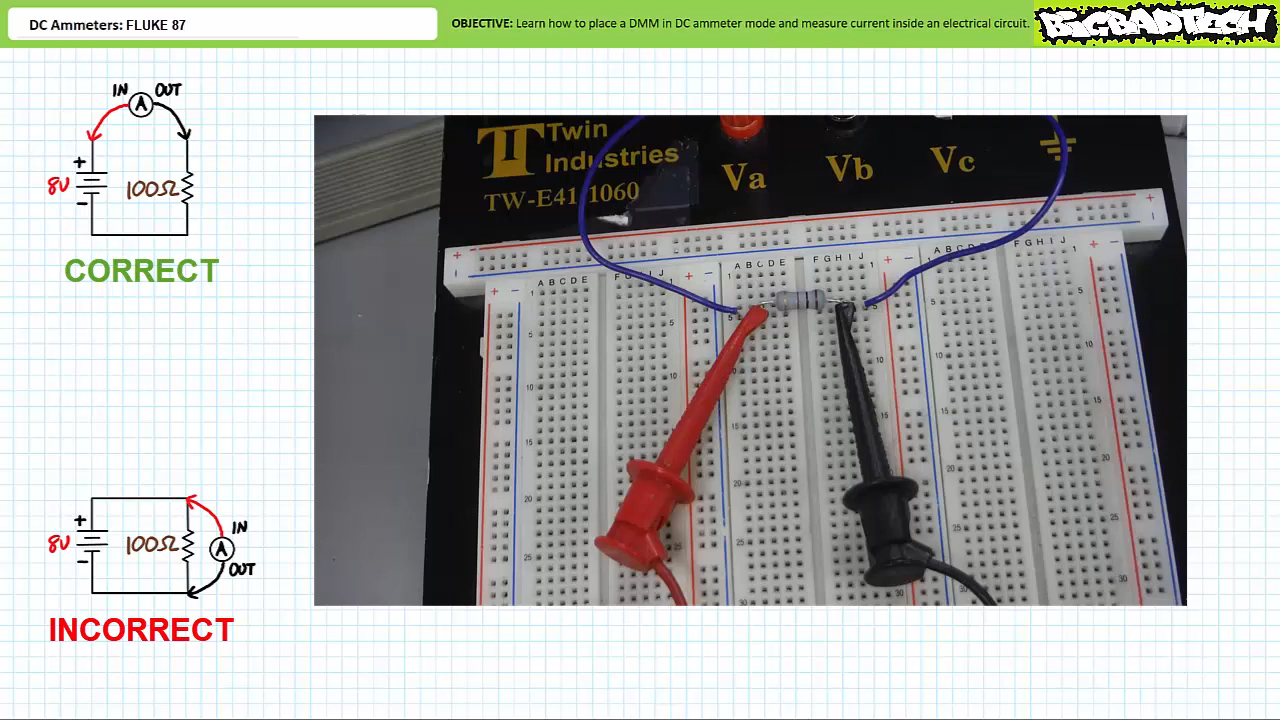 DC Ammeters: FLUKE 87
OBJECTIVE: Learn how to place a DMM in DC ammeter mode and measure current inside an electrical circuit.
BIGBADTECH
IN A OUT
+
8V
100Ω
-
CORRECT
+
8V
100Ω
-
IN
A
OUT
INCORRECT
Twin
Industries
TW-E41-1060
Va Vb Vc
A B C D E
F G H I J
A B C D E
F G H I J
A B C D E
F G H I J